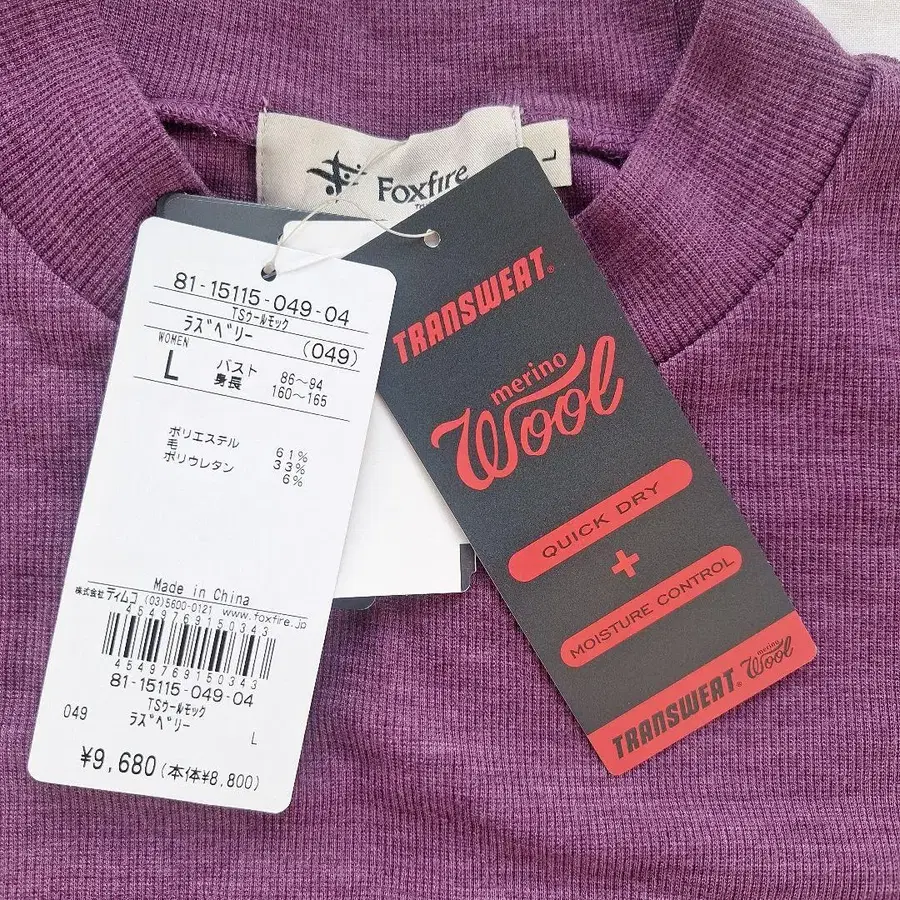 Foxfire
L
81-15115-049-04
TSウールモック
ラズベリー (049)
WOMEN
L バスト 86～94
身長 160～165
ポリエステル 61%
毛 33%
ポリウレタン 6%
Made in China
株式会社ティムコ (03)5600-0121 www.foxfire.jp
4549769150343
4549769150343
81-15115-049-04
TSウールモック
049 ラズベリー L
¥9,680(本体¥8,800)
TRANSWEAT®
merino
Wool
QUICK DRY
+
MOISTURE CONTROL
TRANSWEAT® merino Wool